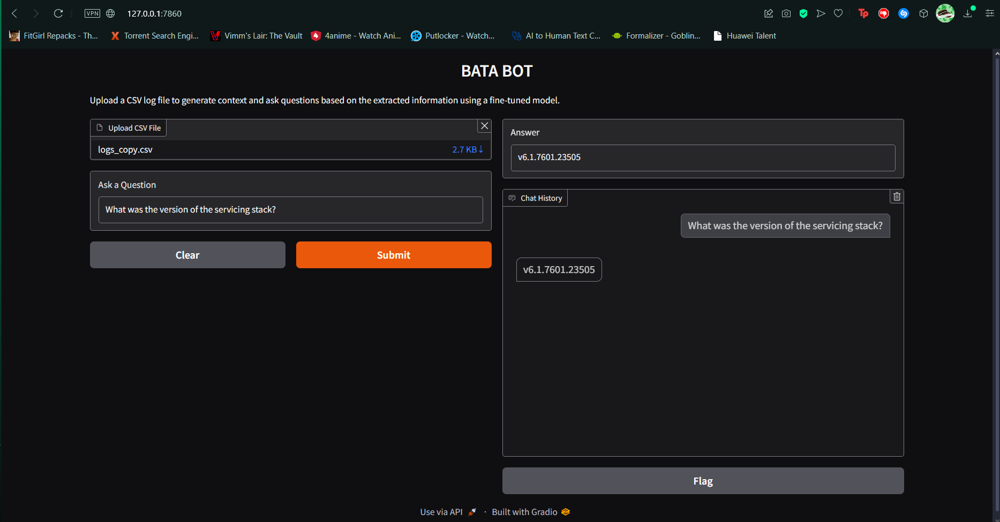 VPN 127.0.0.1:7860
FitGirl Repacks - Th... Torrent Search Engi... Vimm's Lair: The Vault 4anime - Watch Ani... Putlocker - Watch... AI to Human Text C... Formalizer - Goblin... Huawei Talent
BATA BOT
Upload a CSV log file to generate context and ask questions based on the extracted information using a fine-tuned model.
Upload CSV File
logs_copy.csv 2.7 KB ↓
Ask a Question
What was the version of the servicing stack?
Clear Submit
Answer
v6.1.7601.23505
Chat History
What was the version of the servicing stack?
v6.1.7601.23505
Flag
Use via API · Built with Gradio